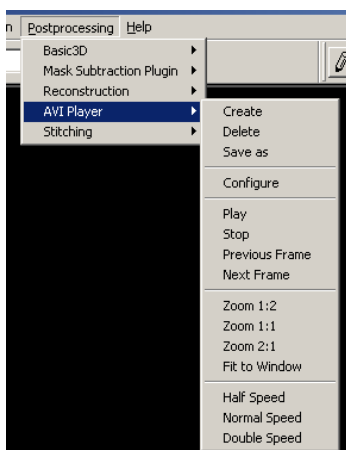 n Postprocessing Help
Basic3D
Mask Subtraction Plugin
Reconstruction
AVI Player
Stitching
Create
Delete
Save as
Configure
Play
Stop
Previous Frame
Next Frame
Zoom 1:2
Zoom 1:1
Zoom 2:1
Fit to Window
Half Speed
Normal Speed
Double Speed